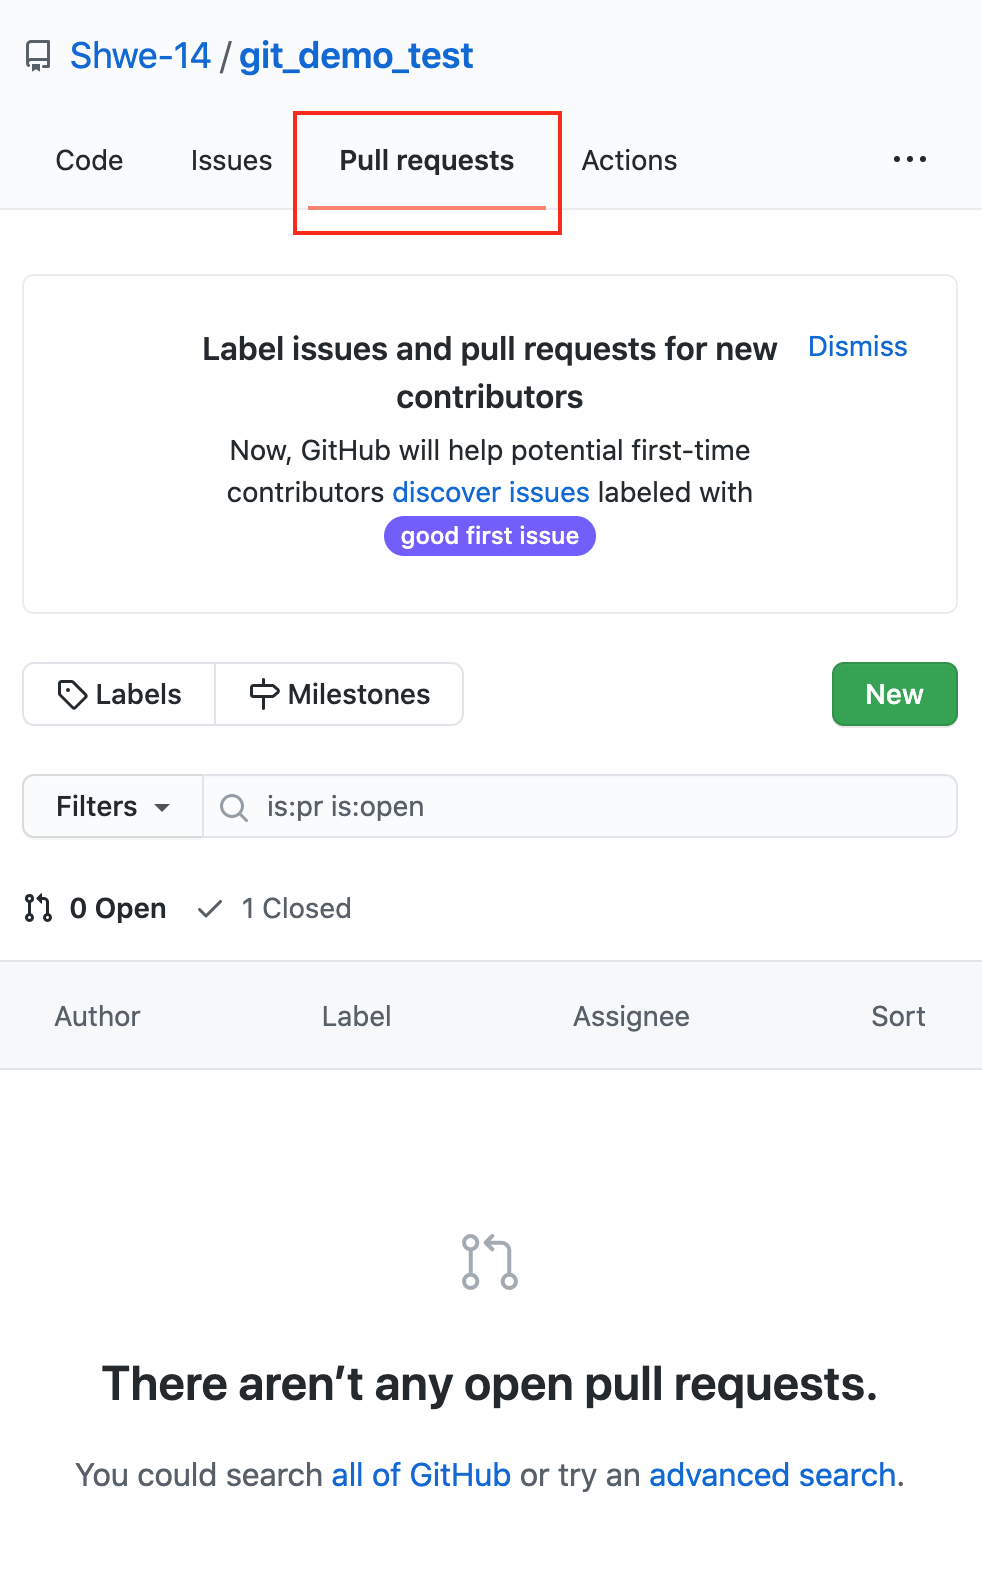 Shwe-14 / git_demo_test
Code Issues Pull requests Actions ...
Label issues and pull requests for new Dismiss
contributors
Now, GitHub will help potential first-time
contributors discover issues labeled with
good first issue
Labels Milestones New
Filters is:pr is:open
0 Open 1 Closed
Author Label Assignee Sort
There aren’t any open pull requests.
You could search all of GitHub or try an advanced search.